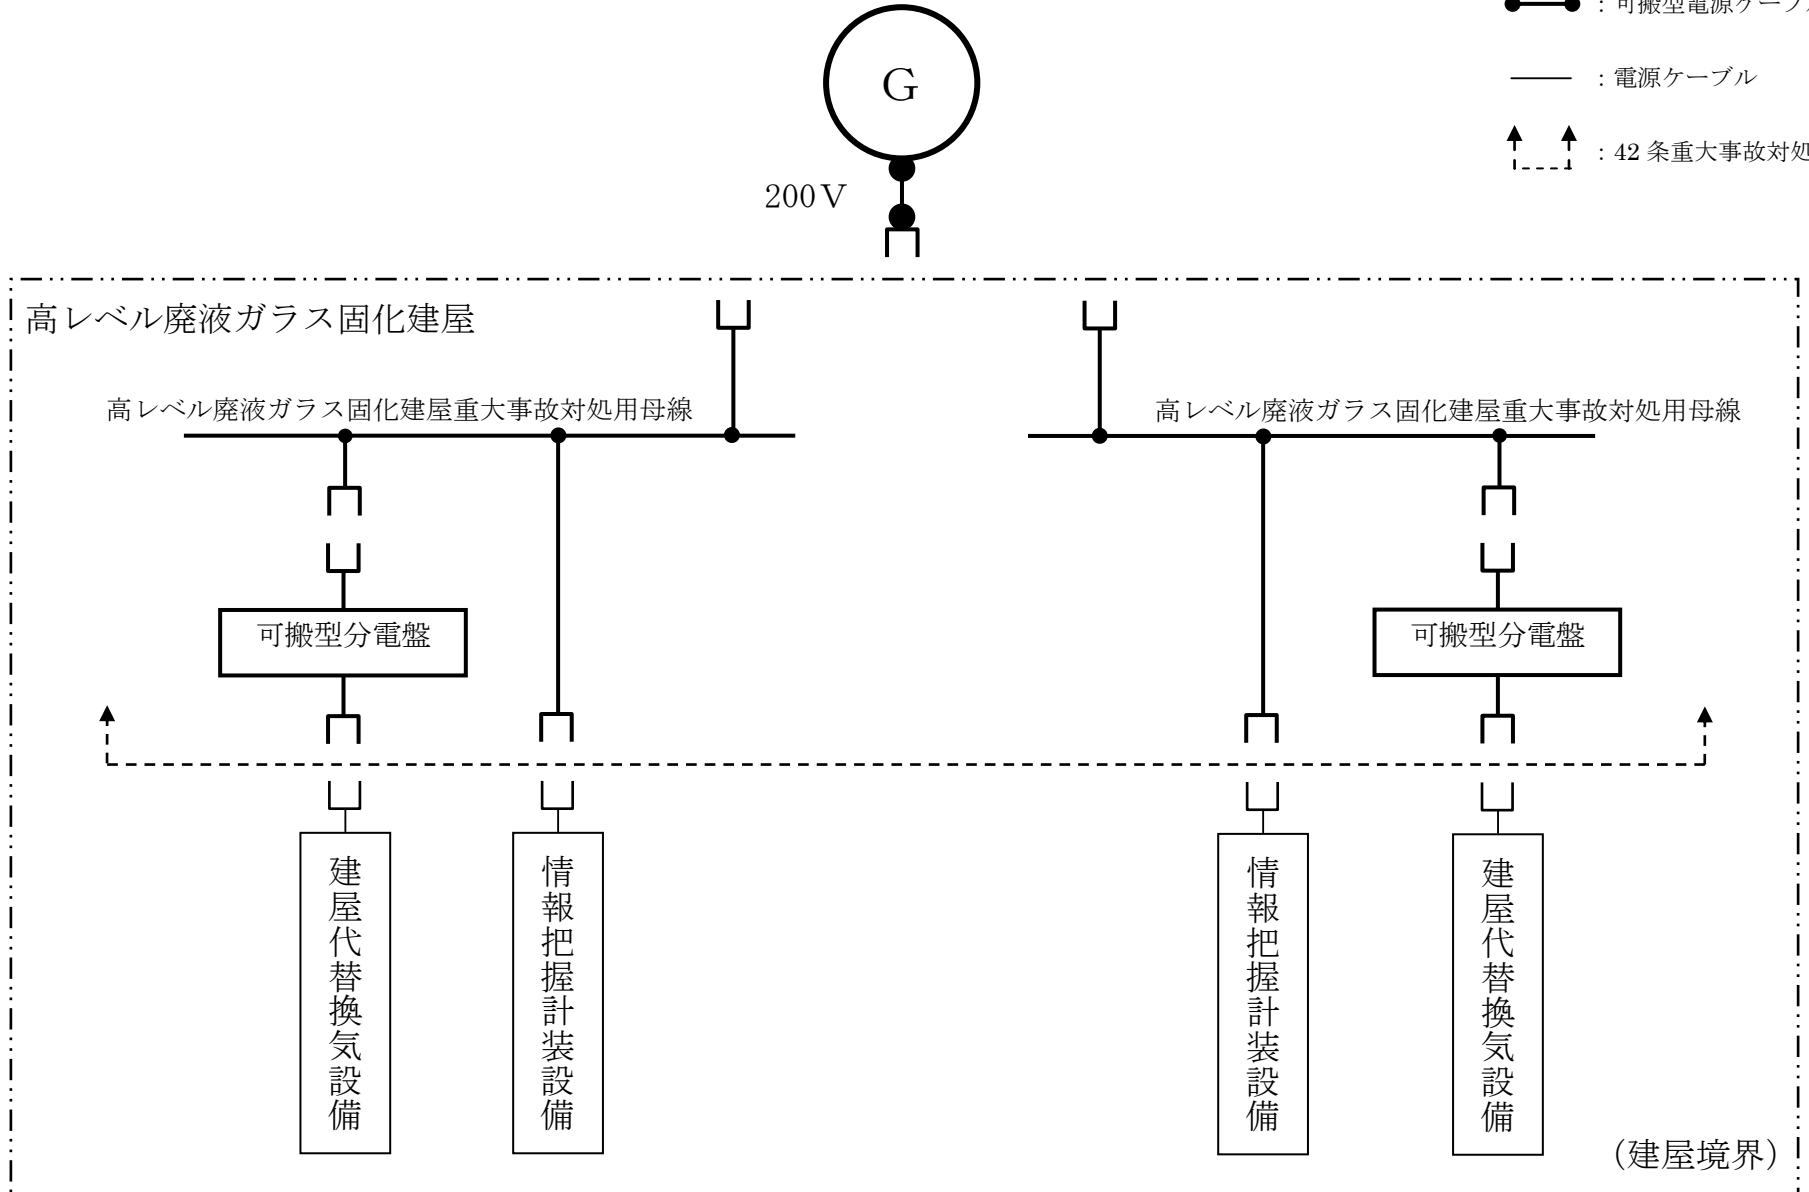 ：可搬型電源ケーブル
G
：電源ケーブル
：42 条重大事故対処
200V
高レベル廃液ガラス固化建屋
高レベル廃液ガラス固化建屋重大事故対処用母線
高レベル廃液ガラス固化建屋重大事故対処用母線
可搬型分電盤
可搬型分電盤
建屋代替換気設備
情報把握計装設備
情報把握計装設備
建屋代替換気設備
（建屋境界）